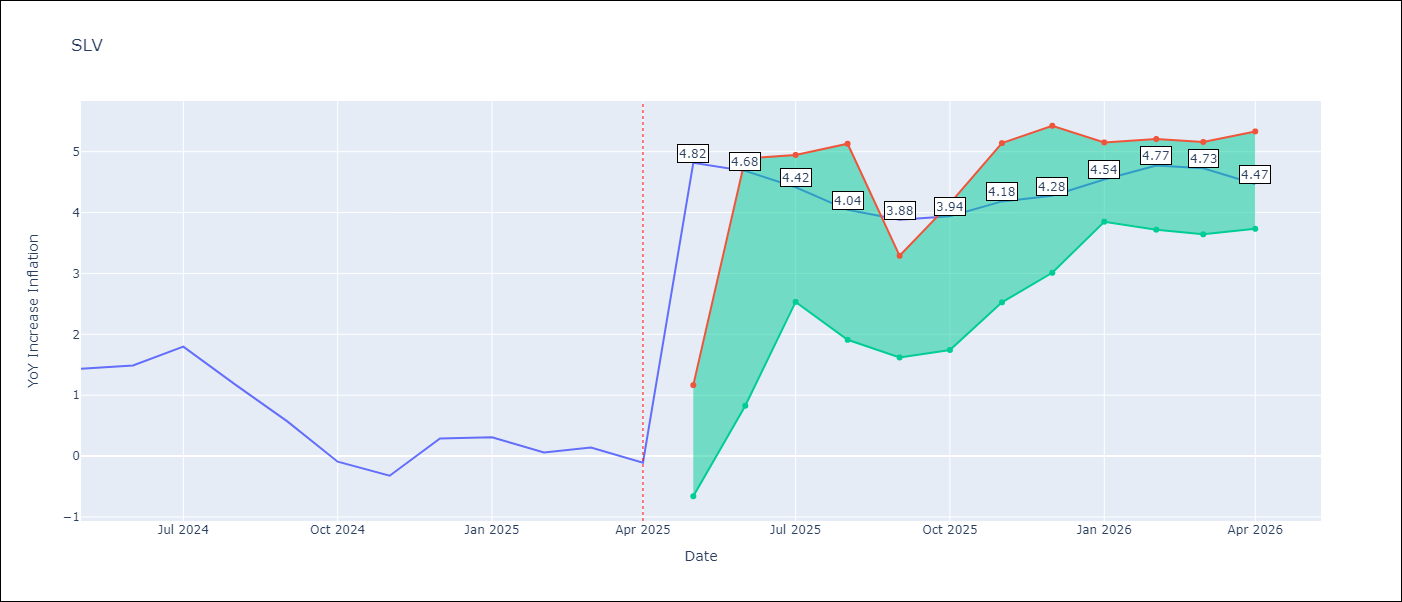 SLV
YoY Increase Inflation
5
4
3
2
1
0
−1
4.82
4.68
4.42
4.04
3.88
3.94
4.18
4.28
4.54
4.77
4.73
4.47
Jul 2024
Oct 2024
Jan 2025
Apr 2025
Jul 2025
Oct 2025
Jan 2026
Apr 2026
Date